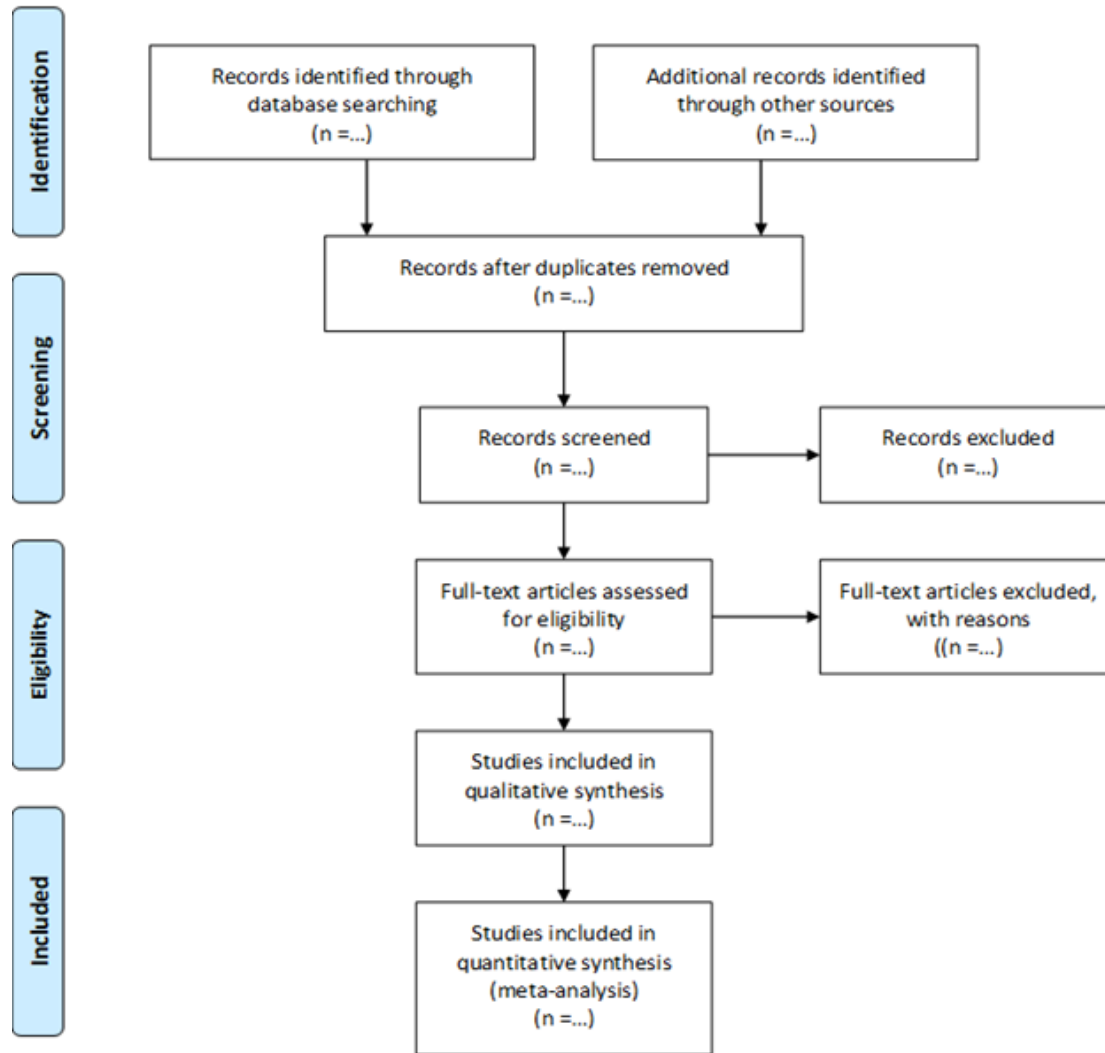 Identification
Records identified through
database searching
(n =...)
Additional records identified
through other sources
(n =...)
Records after duplicates removed
(n =...)
Screening
Records screened
(n =...)
Records excluded
(n =...)
Eligibility
Full-text articles assessed
for eligibility
(n =...)
Full-text articles excluded,
with reasons
((n =...)
Studies included in
qualitative synthesis
(n =...)
Included
Studies included in
quantitative synthesis
(meta-analysis)
(n =...)